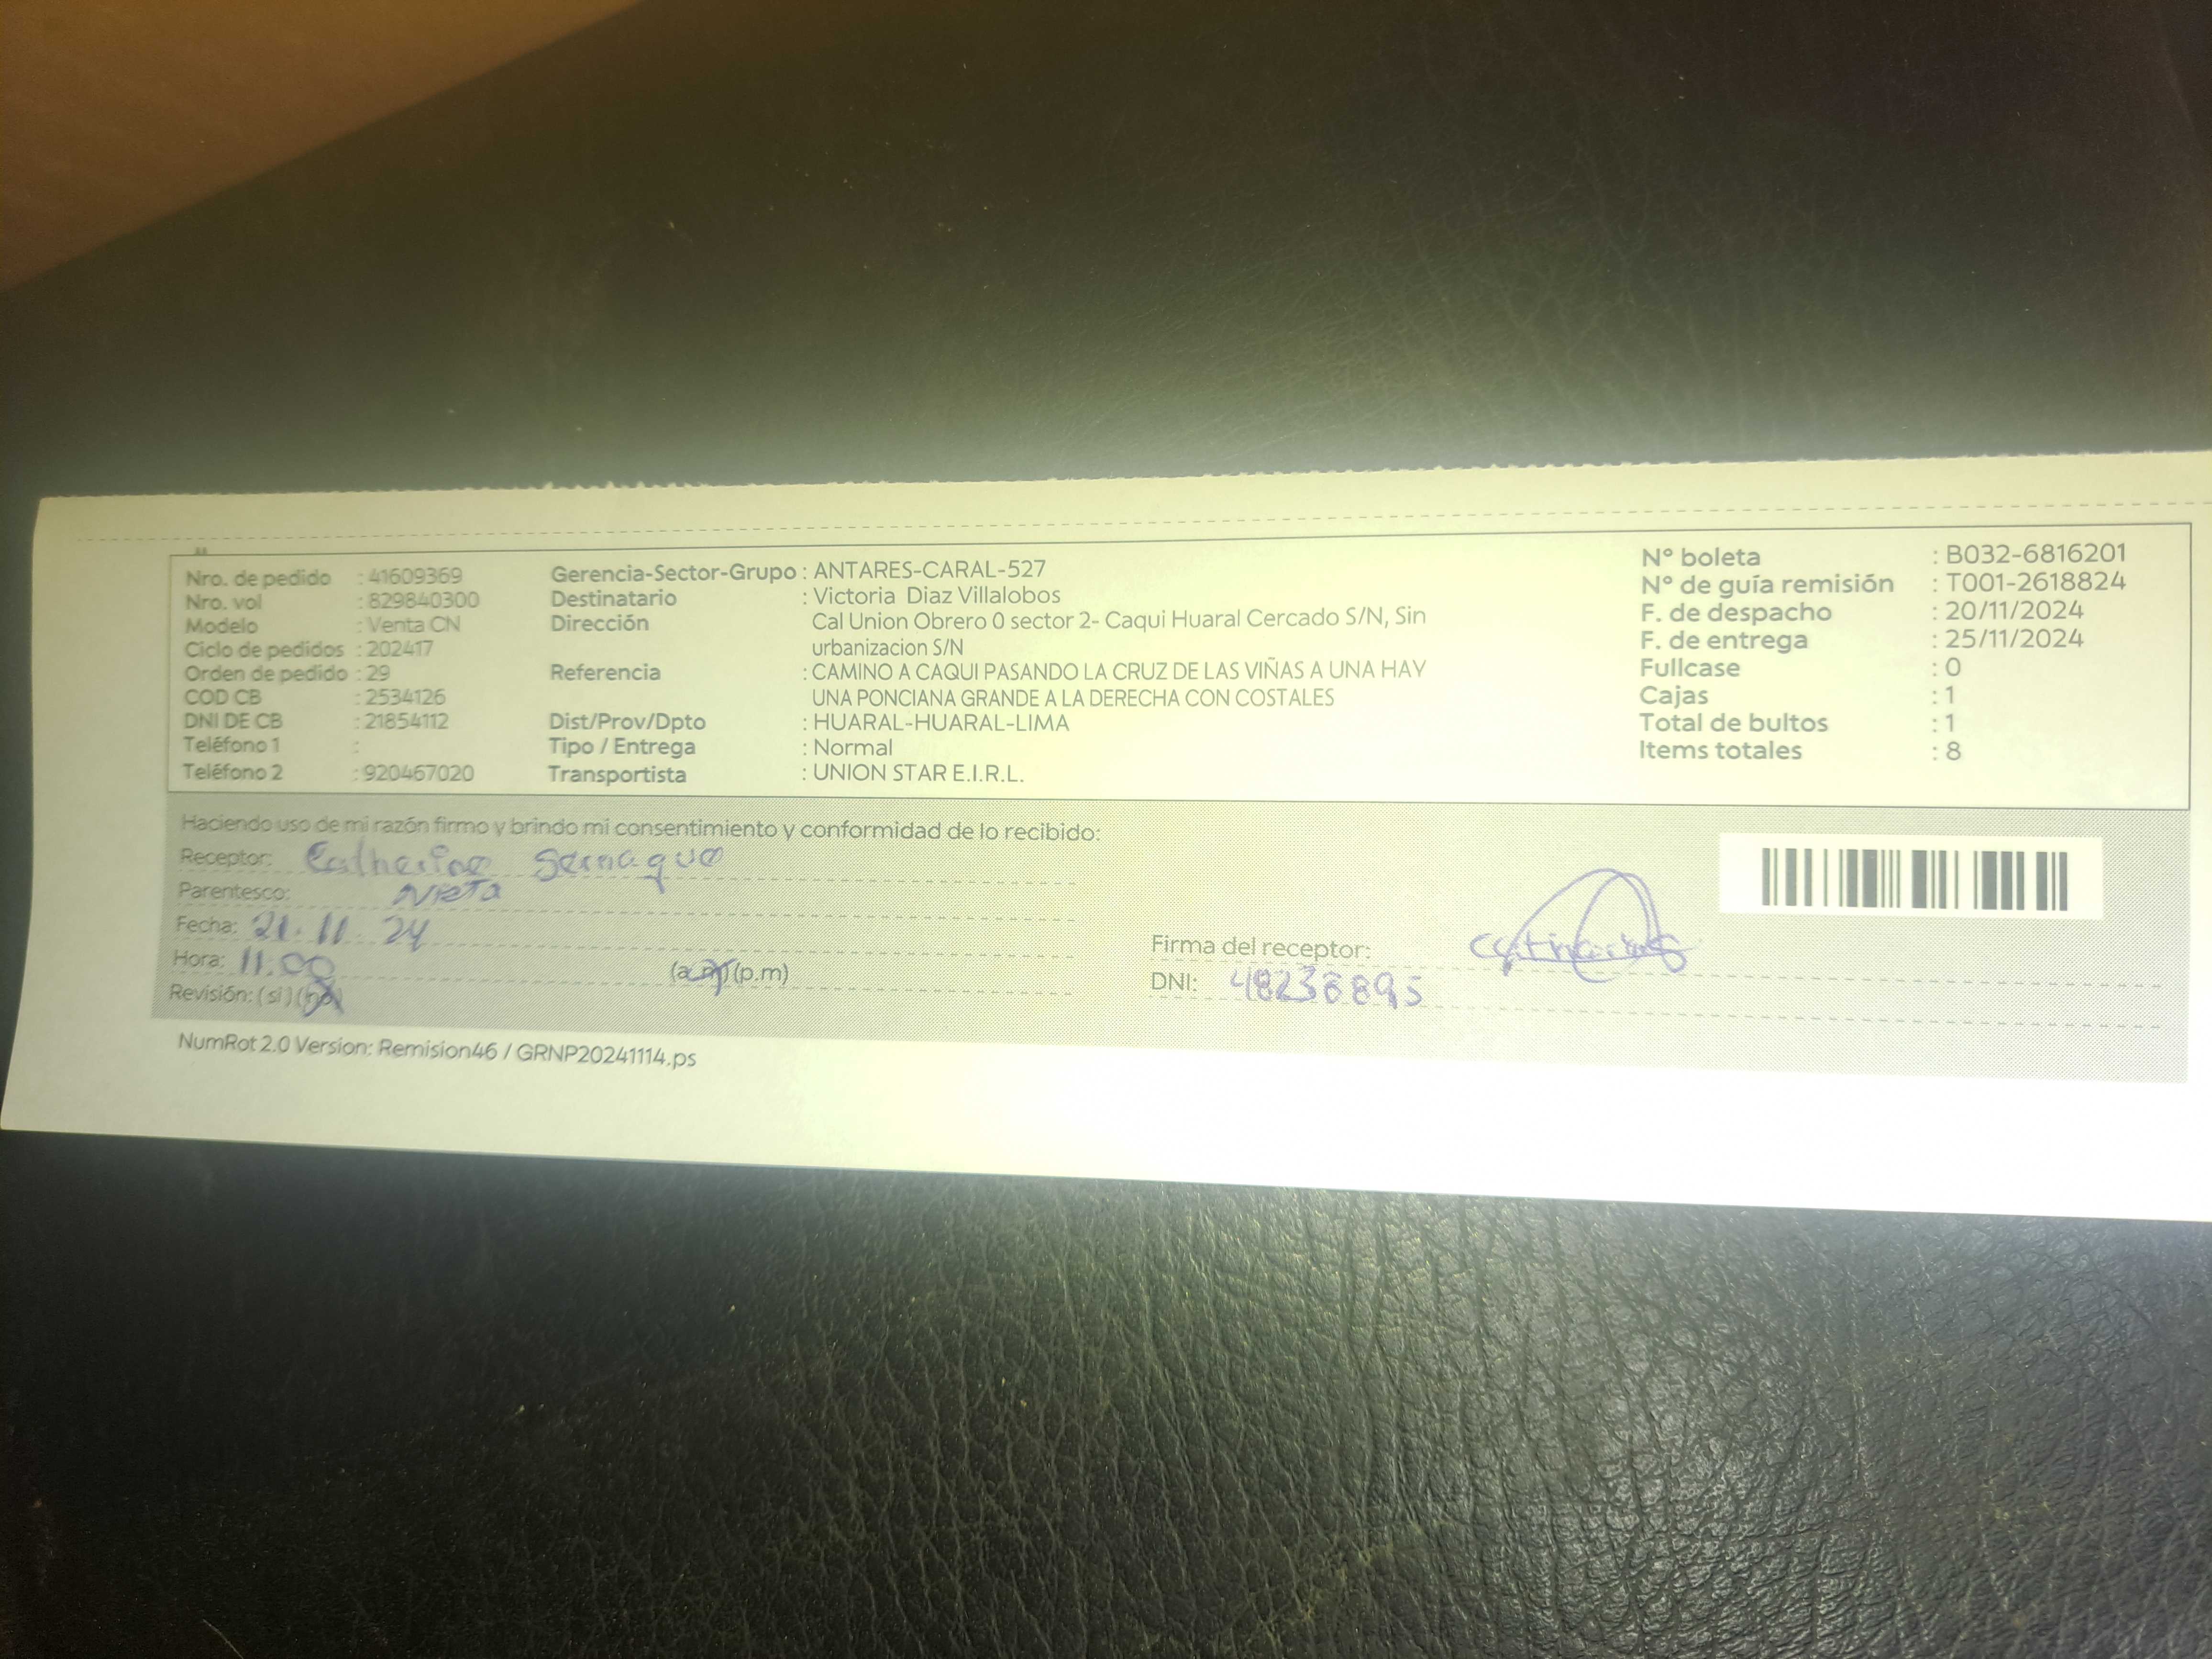 Nro. de pedido : 41609369
Nro. vol : 829840300
Modelo : Venta CN
Ciclo de pedidos : 202417
Orden de pedido : 29
COD CB : 2534126
DNI DE CB : 21854112
Teléfono 1 :
Teléfono 2 : 920467020
Gerencia-Sector-Grupo : ANTARES-CARAL-527
Destinatario : Victoria Diaz Villalobos
Dirección Cal Union Obrero 0 sector 2- Caqui Huaral Cercado S/N, Sin
urbanizacion S/N
Referencia : CAMINO A CAQUI PASANDO LA CRUZ DE LAS VIÑAS A UNA HAY
UNA PONCIANA GRANDE A LA DERECHA CON COSTALES
Dist/Prov/Dpto : HUARAL-HUARAL-LIMA
Tipo / Entrega : Normal
Transportista : UNION STAR E.I.R.L.
N° boleta : B032-6816201
N° de guía remisión : T001-2618824
F. de despacho : 20/11/2024
F. de entrega : 25/11/2024
Fullcase : 0
Cajas : 1
Total de bultos : 1
Items totales : 8
Haciendo uso de mi razón firmo y brindo mi consentimiento y conformidad de lo recibido:
Receptor:
Parentesco: Nieta
Fecha: 21.11.24
Hora: 11:00 (a.m) (p.m)
Revisión: (si) (no)
Firma del receptor:
DNI: 48238895
NumRot 2.0 Version: Remision46 / GRNP20241114.ps